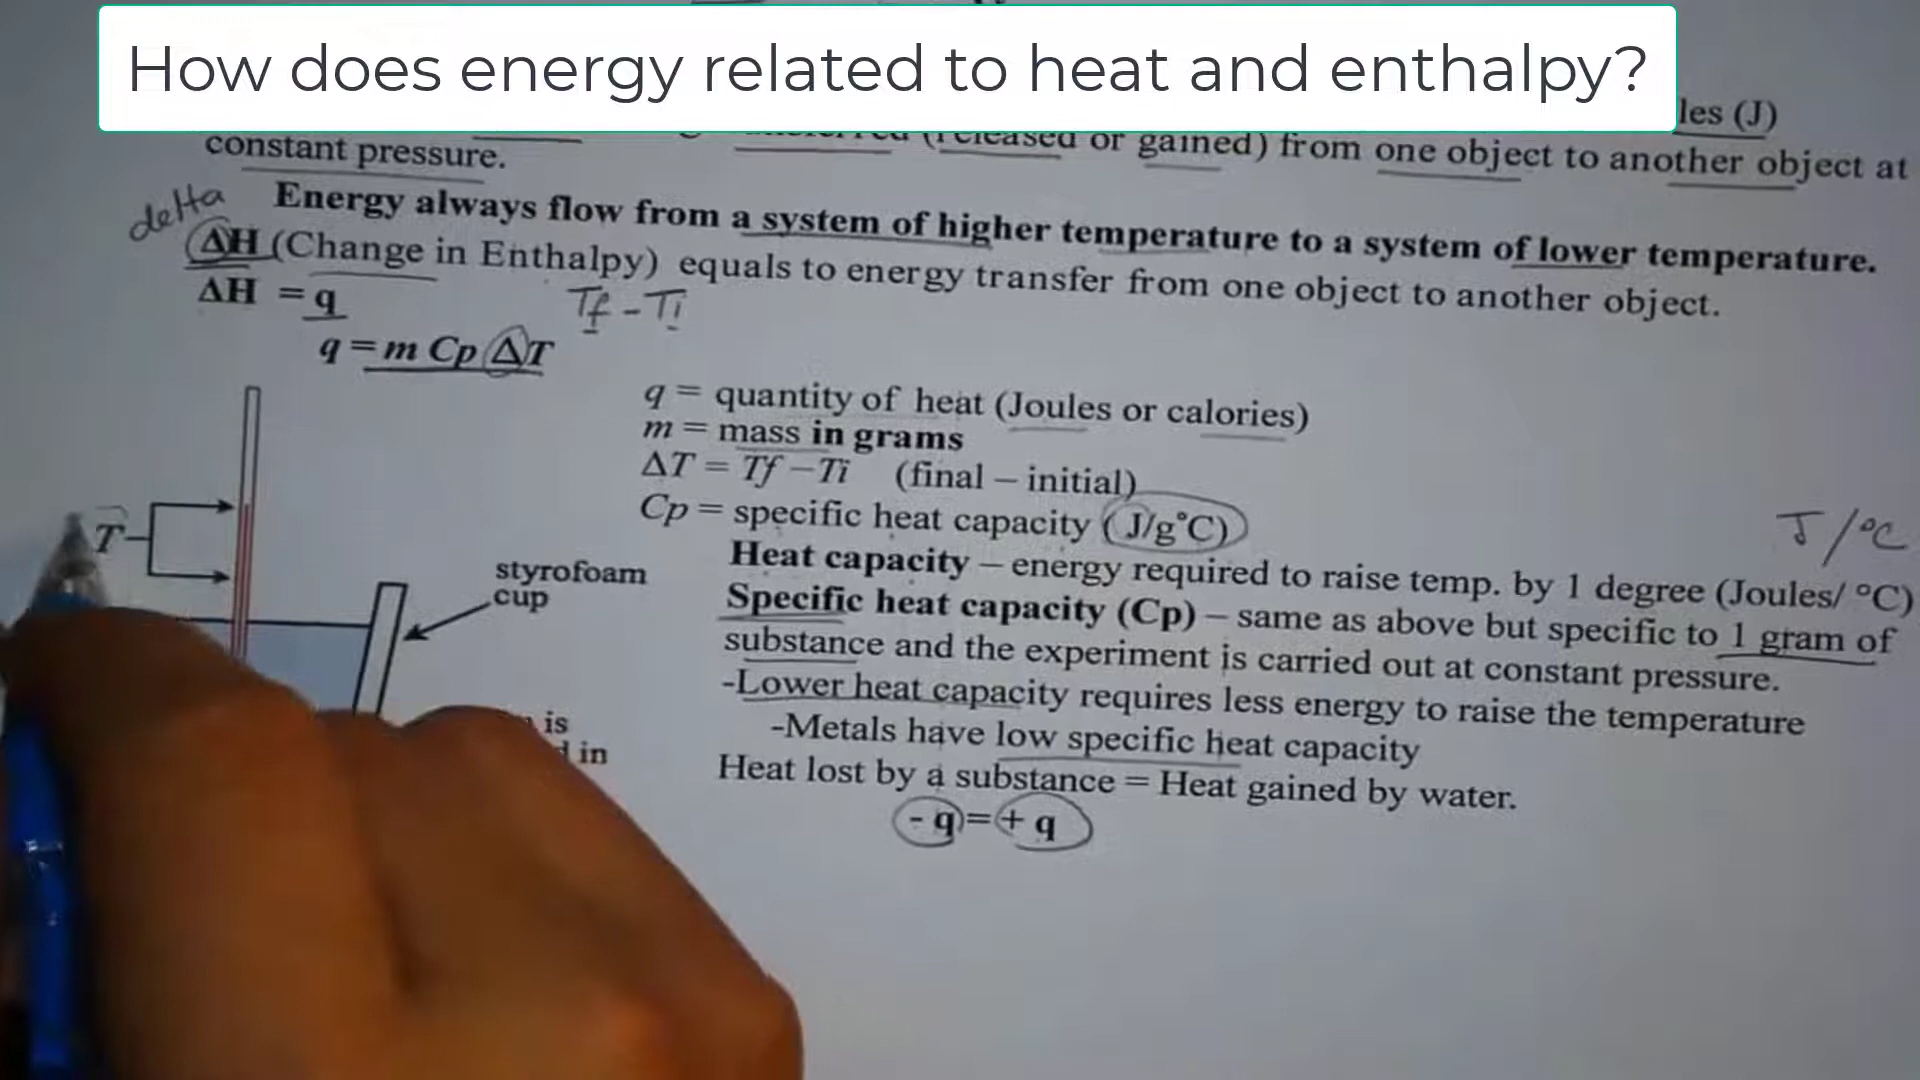 How does energy related to heat and enthalpy?
les (J)
(released or gained) from one object to another object at
constant pressure.
delta
Energy always flow from a system of higher temperature to a system of lower temperature.
ΔH (Change in Enthalpy) equals to energy transfer from one object to another object.
ΔH = q
Tf - Ti
q = m Cp ΔT
q = quantity of heat (Joules or calories)
m = mass in grams
ΔT = Tf – Ti (final – initial)
Cp = specific heat capacity (J/g°C)
J/°C
T
styrofoam
cup
Heat capacity – energy required to raise temp. by 1 degree (Joules/ °C)
Specific heat capacity (Cp) – same as above but specific to 1 gram of
substance and the experiment is carried out at constant pressure.
-Lower heat capacity requires less energy to raise the temperature
is
in
-Metals have low specific heat capacity
Heat lost by a substance = Heat gained by water.
- q = + q